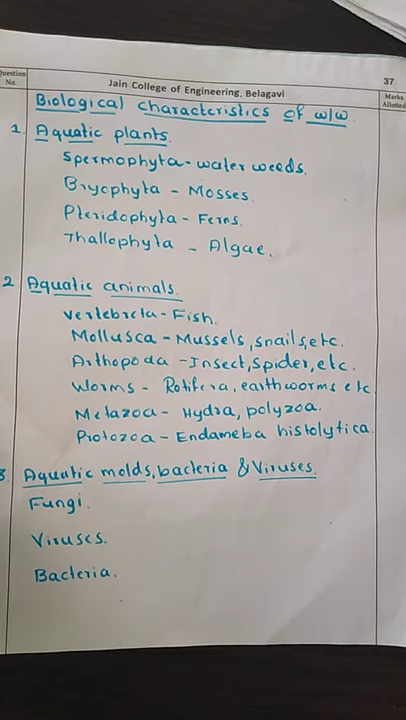 37
Question No.
Jain College of Engineering, Belagavi
Marks Allotted
Biological characteristics of w/w
1. Aquatic plants.
Spermophyta - water weeds.
Bryophyta - Mosses.
Pteridophyta - Ferns.
Thallophyta - Algae.
2 Aquatic animals.
Vertebrcta - Fish.
Mollusca - Mussels, snails, etc.
Arthopoda - Insect, spider, etc.
Worms - Rotifera, earthworms etc
Metazoa - Hydra, polyzoa.
Protozoa - Endameba histolytica.
3. Aquatic molds, bacteria & Viruses.
Fungi.
Viruses.
Bacteria.